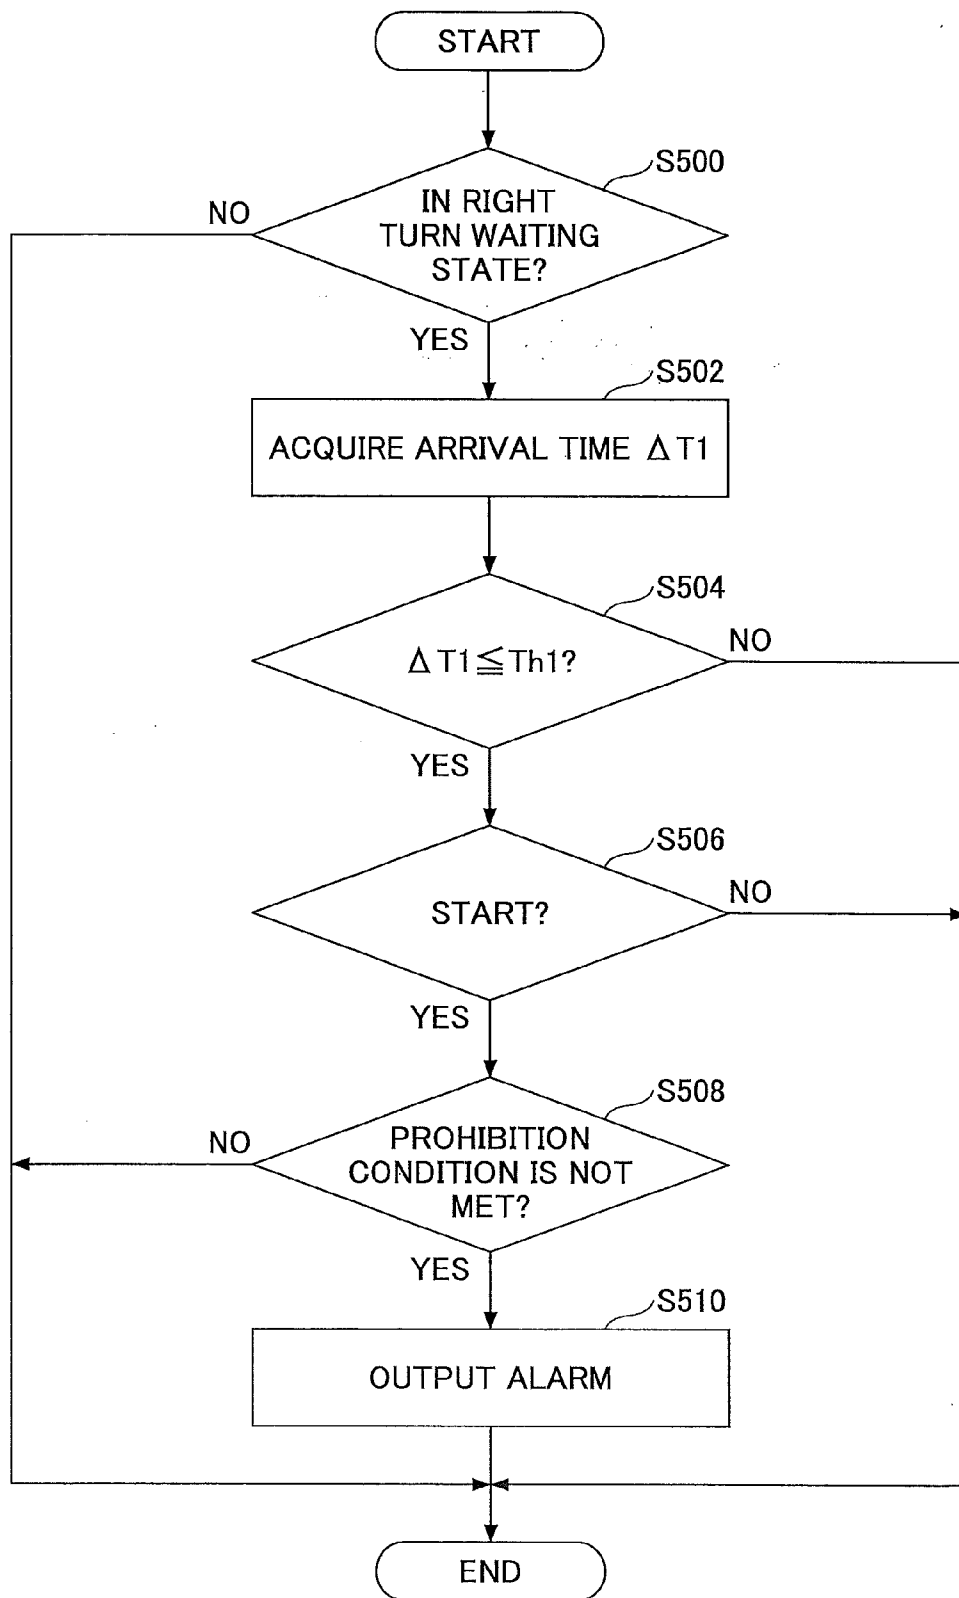 START
S500
NO
IN RIGHT
TURN WAITING
STATE?
YES
S502
ACQUIRE ARRIVAL TIME ΔT1
S504
NO
ΔT1≦Th1?
YES
S506
NO
START?
YES
S508
NO
PROHIBITION
CONDITION IS NOT
MET?
YES
S510
OUTPUT ALARM
END